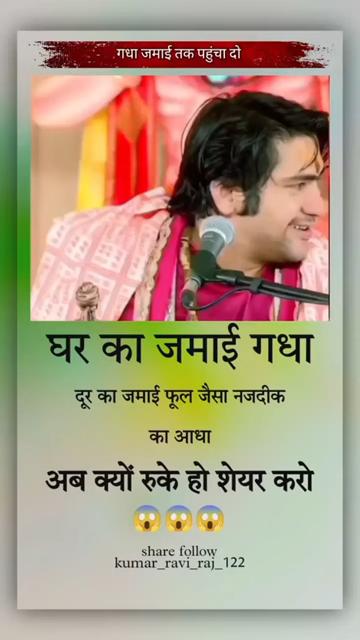 गधा जमाई तक पहुंचा दो
घर का जमाई गधा
दूर का जमाई फूल जैसा नजदीक
का आधा
अब क्यों रुके हो शेयर करो
😱😱😱
share follow
kumar_ravi_raj_122